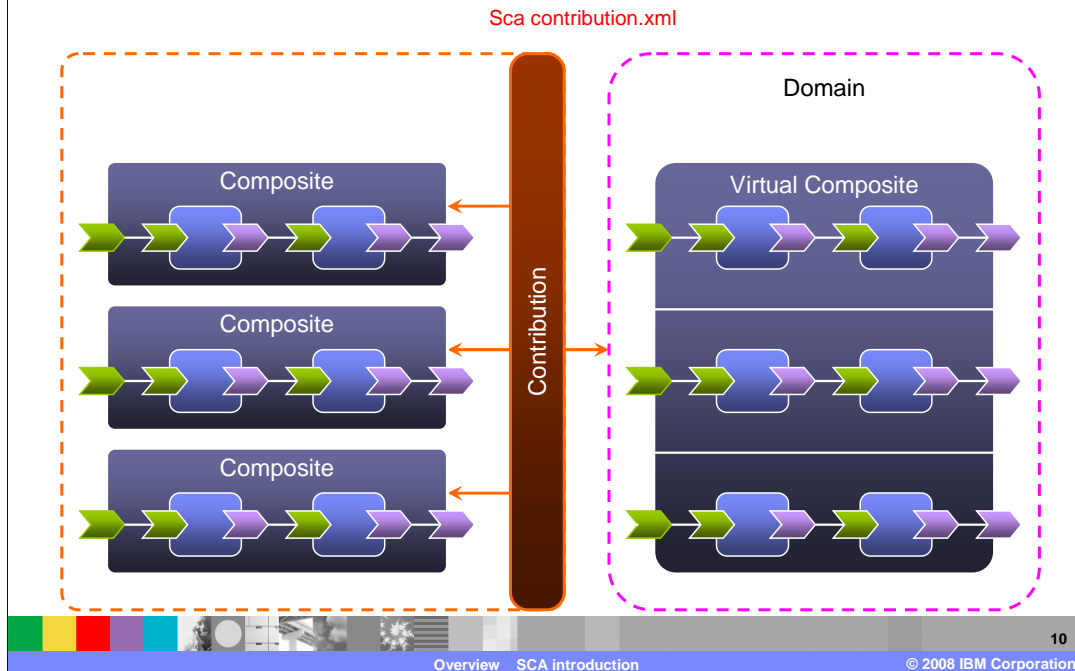 Sca contribution.xml
Domain
Composite
Virtual Composite
Composite
Contribution
Composite
10
Overview SCA introduction
© 2008 IBM Corporation